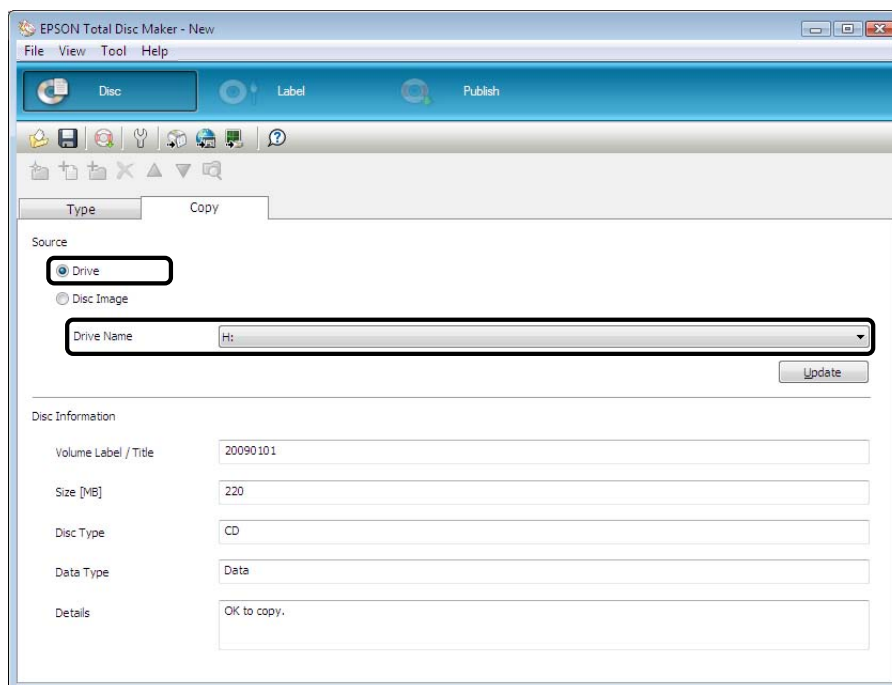 EPSON Total Disc Maker - New
File View Tool Help
Disc Label Publish
Type Copy
Source
Drive
Disc Image
Drive Name H:
Update
Disc Information
Volume Label / Title 20090101
Size [MB] 220
Disc Type CD
Data Type Data
Details OK to copy.